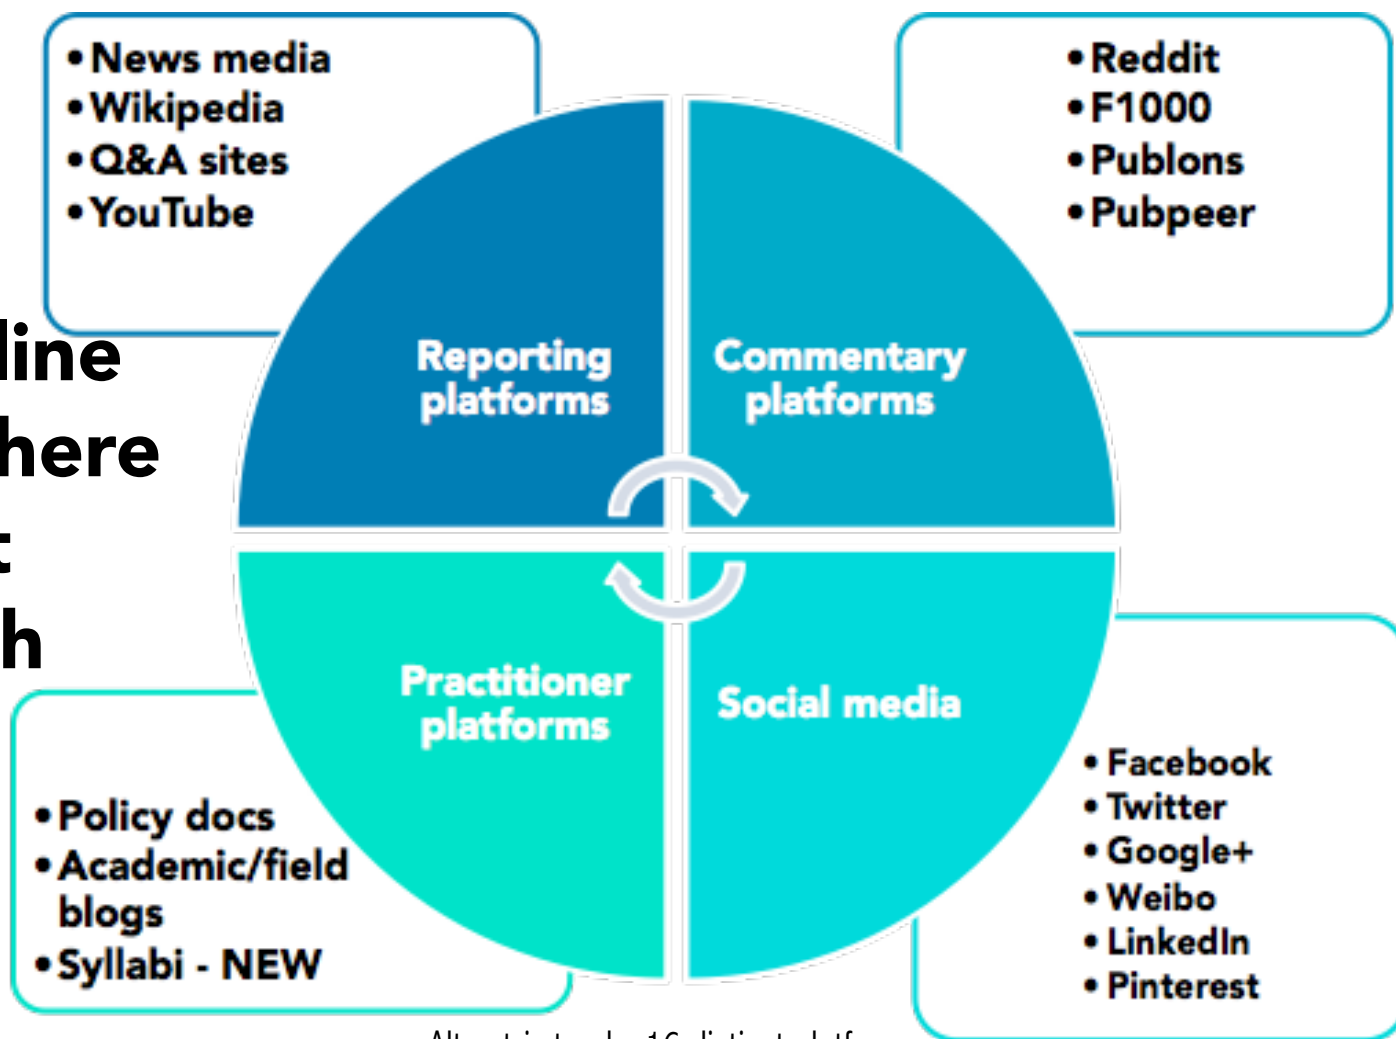 • News media
• Wikipedia
• Q&A sites
• YouTube
• Reddit
• F1000
• Publons
• Pubpeer
line
here
t
h
Reporting
platforms
Commentary
platforms
Practitioner
platforms
Social media
• Policy docs
• Academic/field
blogs
• Syllabi - NEW
• Facebook
• Twitter
• Google+
• Weibo
• LinkedIn
• Pinterest